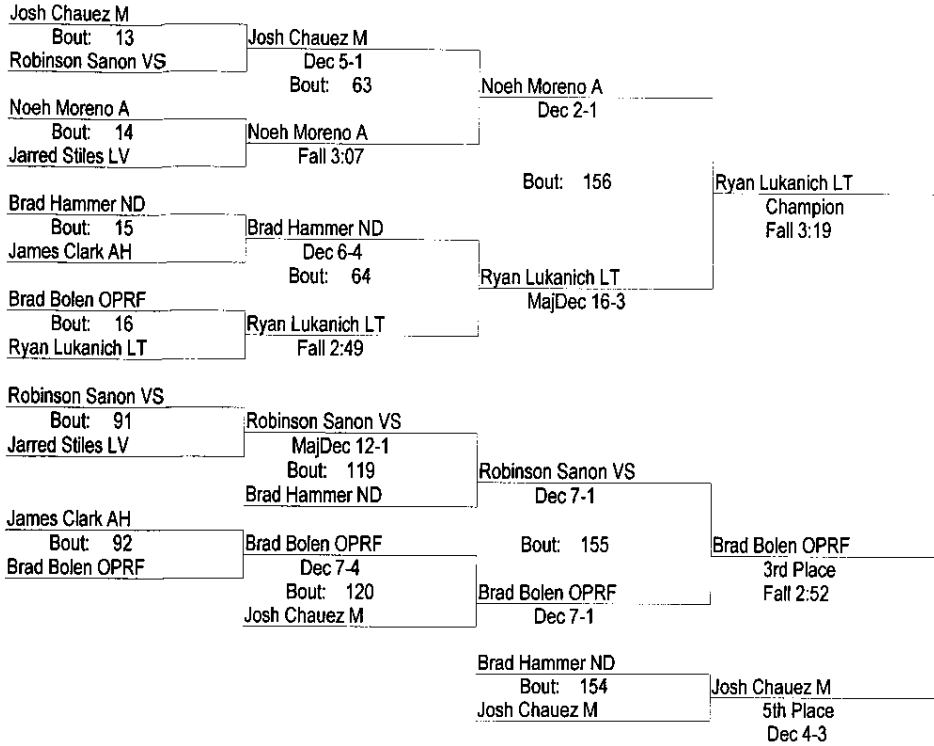 Josh Chauez M
Bout: 13
Robinson Sanon VS
Josh Chauez M
Dec 5-1
Bout: 63
Noeh Moreno A
Bout: 14
Jarred Stiles LV
Noeh Moreno A
Fall 3:07
Noeh Moreno A
Dec 2-1
Bout: 156
Brad Hammer ND
Bout: 15
James Clark AH
Brad Hammer ND
Dec 6-4
Bout: 64
Brad Bolen OPRF
Bout: 16
Ryan Lukanich LT
Ryan Lukanich LT
Fall 2:49
Ryan Lukanich LT
MajDec 16-3
Ryan Lukanich LT
Champion
Fall 3:19
Robinson Sanon VS
Bout: 91
Jarred Stiles LV
Robinson Sanon VS
MajDec 12-1
Bout: 119
Brad Hammer ND
Robinson Sanon VS
Dec 7-1
Bout: 155
James Clark AH
Bout: 92
Brad Bolen OPRF
Brad Bolen OPRF
Dec 7-4
Bout: 120
Josh Chauez M
Brad Bolen OPRF
Dec 7-1
Brad Bolen OPRF
3rd Place
Fall 2:52
Brad Hammer ND
Bout: 154
Josh Chauez M
Josh Chauez M
5th Place
Dec 4-3